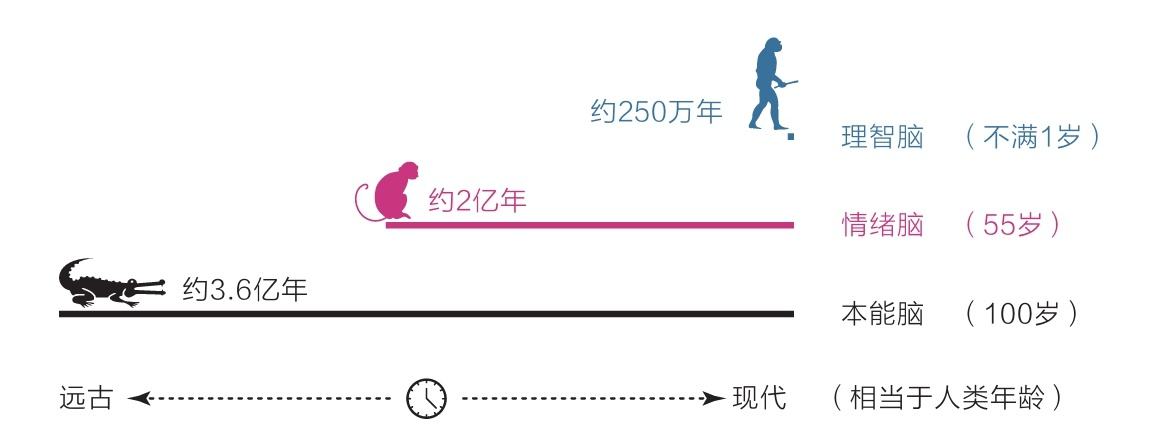 约250万年
理智脑 （不满1岁）
约2亿年
情绪脑 （55岁）
约3.6亿年
本能脑 （100岁）
远古 现代 （相当于人类年龄）